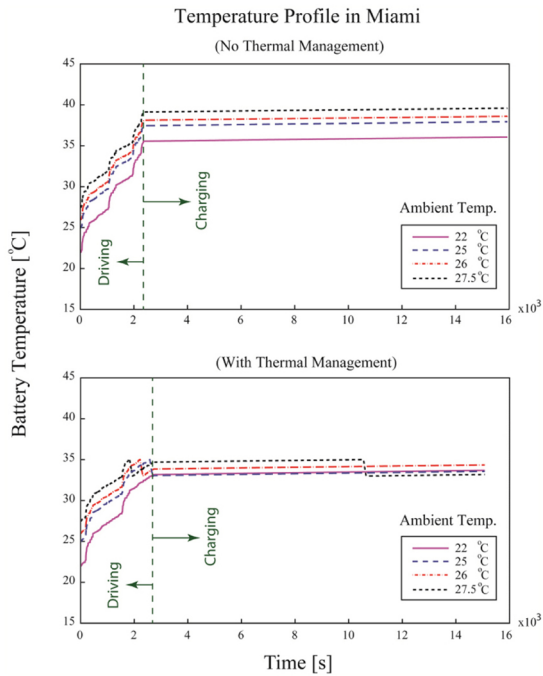 Temperature Profile in Miami
(No Thermal Management)
45
40
35
30
25
20
15
Driving
Charging
Ambient Temp.
22 °C
25 °C
26 °C
27.5 °C
0 2 4 6 8 10 12 14 16
x10³
Battery Temperature [°C]
(With Thermal Management)
45
40
35
30
25
20
15
Driving
Charging
Ambient Temp.
22 °C
25 °C
26 °C
27.5 °C
0 2 4 6 8 10 12 14 16
x10³
Time [s]